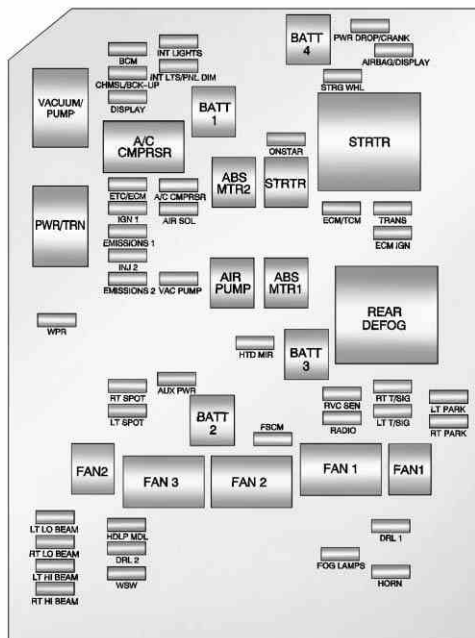 BATT
4
PWR DROP/CRANK
INT LIGHTS
BCM
AIRBAG/DISPLAY
CHMSL/BCK-UP
INT LTS/PNL DIM
STRG WHL
VACUUM/
PUMP
DISPLAY
BATT
1
A/C
CMPRSR
ONSTAR
STRTR
ABS
MTR2
STRTR
ETC/ECM
A/C CMPRSR
PWR/TRN
IGN 1
AIR SOL
ECM/TCM
TRANS
EMISSIONS 1
ECM IGN
INJ 2
AIR
PUMP
ABS
MTR1
EMISSIONS 2
VAC PUMP
REAR
DEFOG
WPR
HTD MIR
BATT
3
RT SPOT
AUX PWR
RVC SEN
RT T/SIG
LT PARK
LT SPOT
BATT
2
FSCM
RADIO
LT T/SIG
RT PARK
FAN2
FAN 3
FAN 2
FAN 1
FAN1
LT LO BEAM
HDLP MDL
DRL 1
RT LO BEAM
DRL 2
FOG LAMPS
LT HI BEAM
WSW
HORN
RT HI BEAM